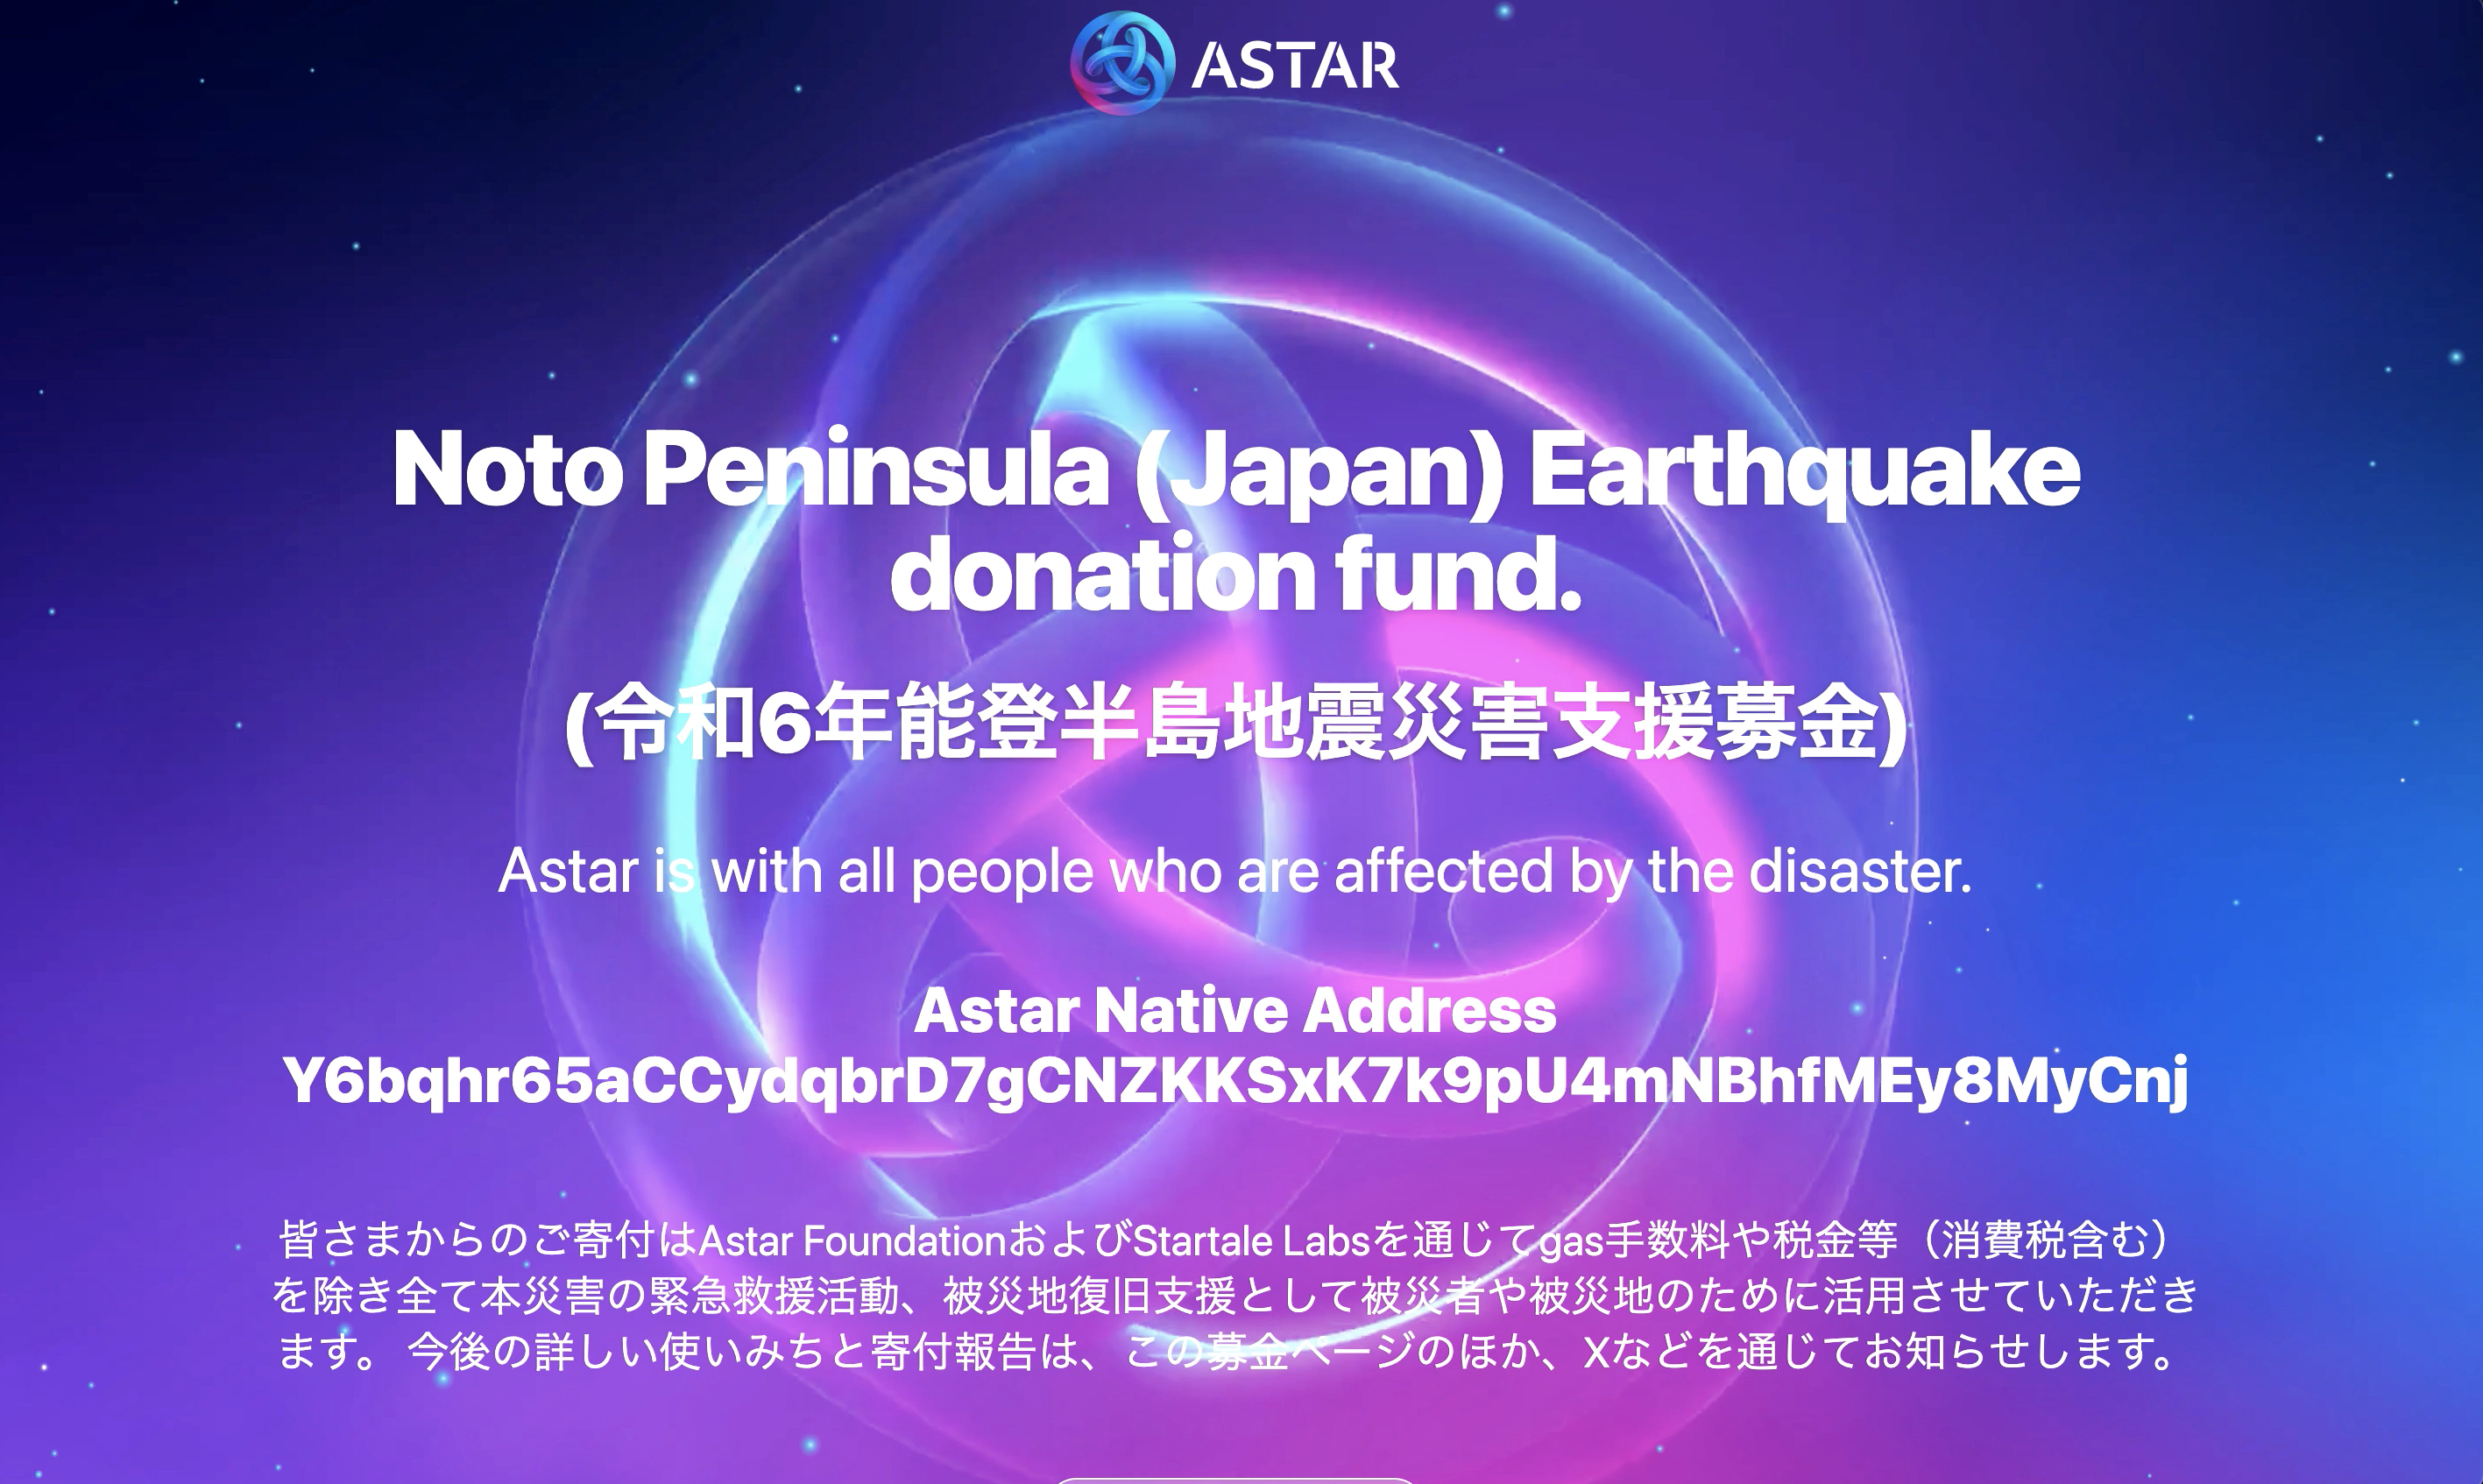 ASTAR
Noto Peninsula (Japan) Earthquake
donation fund.
(令和6年能登半島地震災害支援募金)
Astar is with all people who are affected by the disaster.
Astar Native Address
Y6bqhr65aCCydqbrD7gCNZKKSxK7k9pU4mNBhfMEy8MyCnj
皆さまからのご寄付はAstar FoundationおよびStartale Labsを通じてgas手数料や税金等（消費税含む）
を除き全て本災害の緊急救援活動、被災地復旧支援として被災者や被災地のために活用させていただき
ます。 今後の詳しい使いみちと寄付報告は、 この募金ページのほか、Xなどを通じてお知らせします。